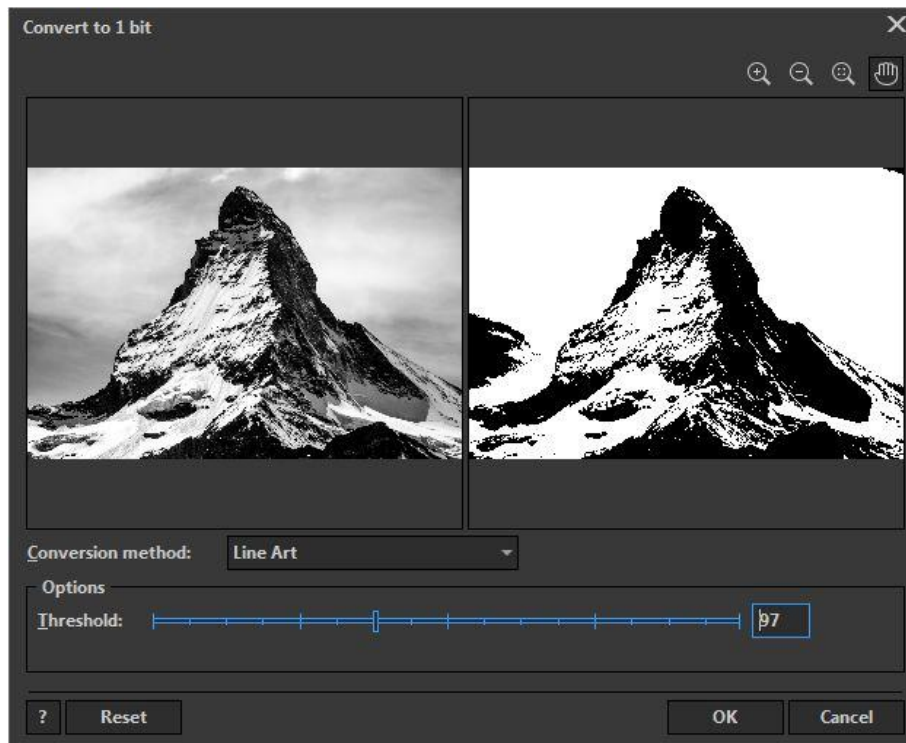 Convert to 1 bit
Conversion method: Line Art
Options
Threshold: 97
? Reset OK Cancel